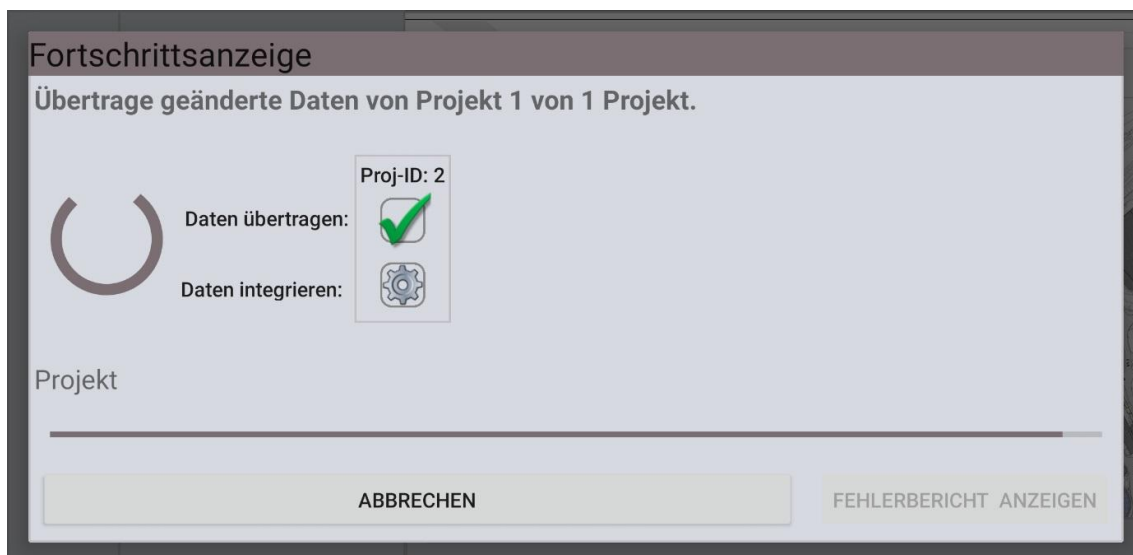 Fortschrittsanzeige
Übertrage geänderte Daten von Projekt 1 von 1 Projekt.
Proj-ID: 2
Daten übertragen:
Daten integrieren:
Projekt
ABBRECHEN
FEHLERBERICHT ANZEIGEN